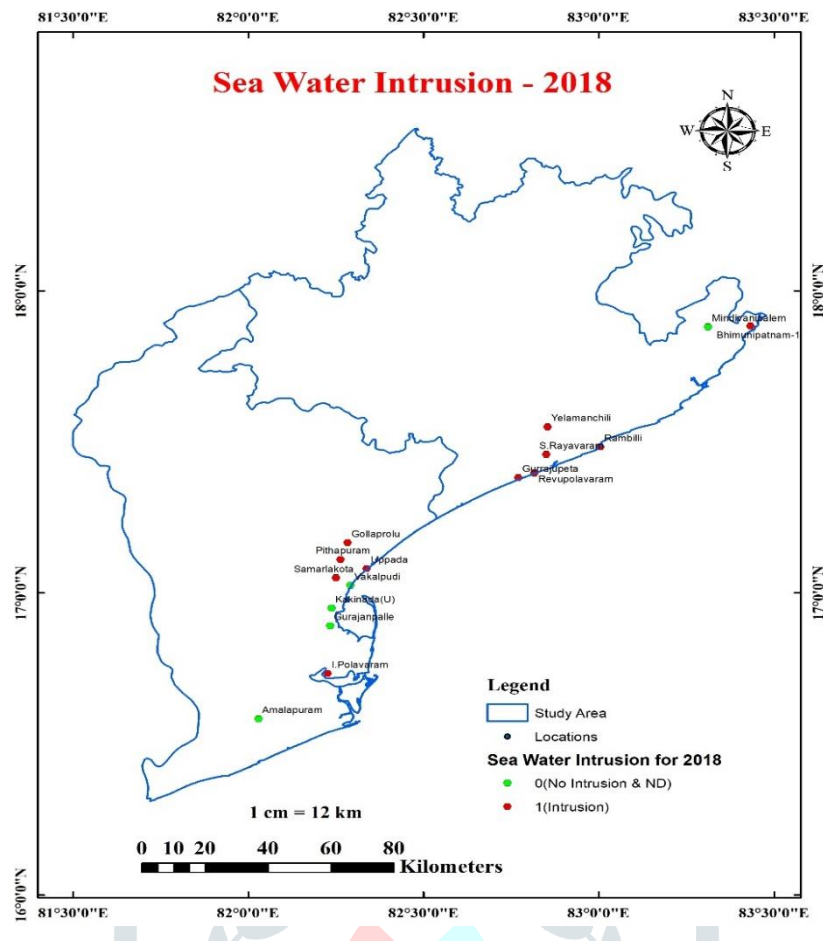 81°30'0"E 82°0'0"E 82°30'0"E 83°0'0"E 83°30'0"E
Sea Water Intrusion - 2018
N
W E
S
18°0'0"N 18°0'0"N
Mindivanipalem
Bhimunipatnam-1
Yelamanchili
Rambilli
S.Rayavaram
Gurrajupeta
Revupolavaram
Gollaprolu
Pithapuram
Uppada
Samarlakota
Vakalpudi
17°0'0"N 17°0'0"N
Kakinada(U)
Gurajanpalle
I.Polavaram
Amalapuram
Legend
Study Area
Locations
Sea Water Intrusion for 2018
0(No Intrusion & ND)
1(Intrusion)
1 cm = 12 km
0 10 20 40 60 80
Kilometers
16°0'0"N 16°0'0"N
81°30'0"E 82°0'0"E 82°30'0"E 83°0'0"E 83°30'0"E